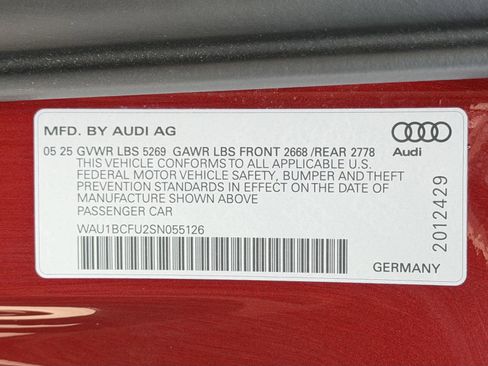 MFD. BY AUDI AG
05 25 GVWR LBS 5269 GAWR LBS FRONT 2668 /REAR 2778
THIS VEHICLE CONFORMS TO ALL APPLICABLE U.S.
FEDERAL MOTOR VEHICLE SAFETY, BUMPER AND THEFT
PREVENTION STANDARDS IN EFFECT ON THE DATE OF
MANUFACTURE SHOWN ABOVE
PASSENGER CAR
WAU1BCFU2SN055126
Audi
2012429
GERMANY